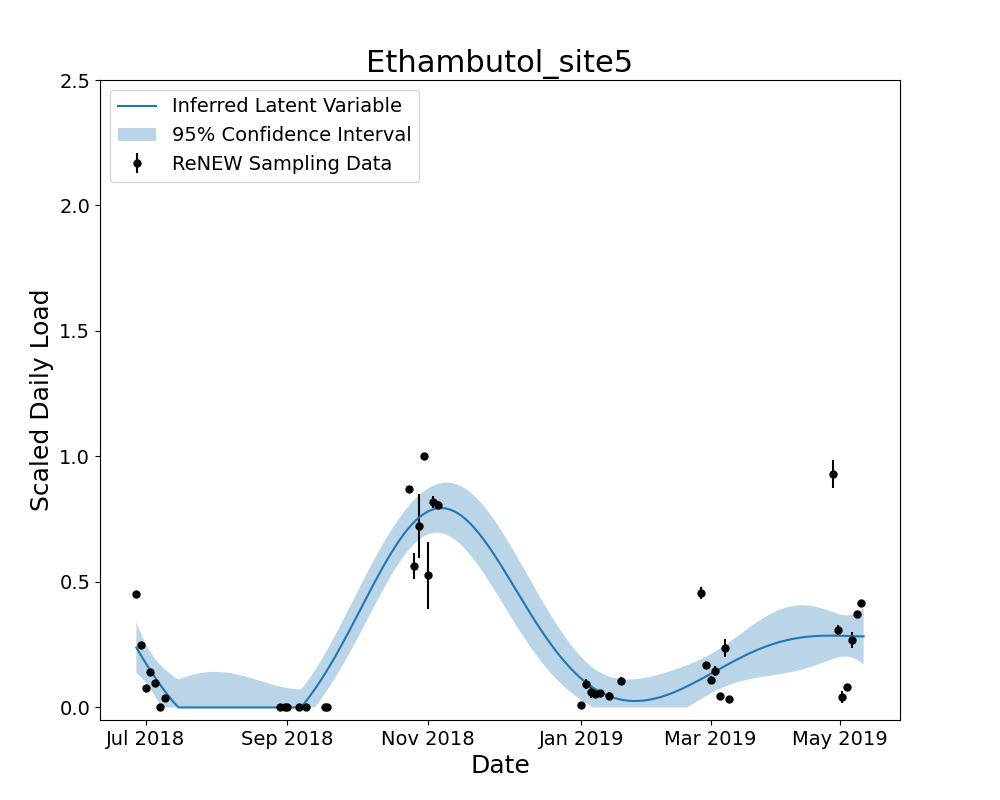 Ethambutol_site5
Inferred Latent Variable
95% Confidence Interval
ReNEW Sampling Data
Scaled Daily Load
2.5
2.0
1.5
1.0
0.5
0.0
Jul 2018 Sep 2018 Nov 2018 Jan 2019 Mar 2019 May 2019
Date